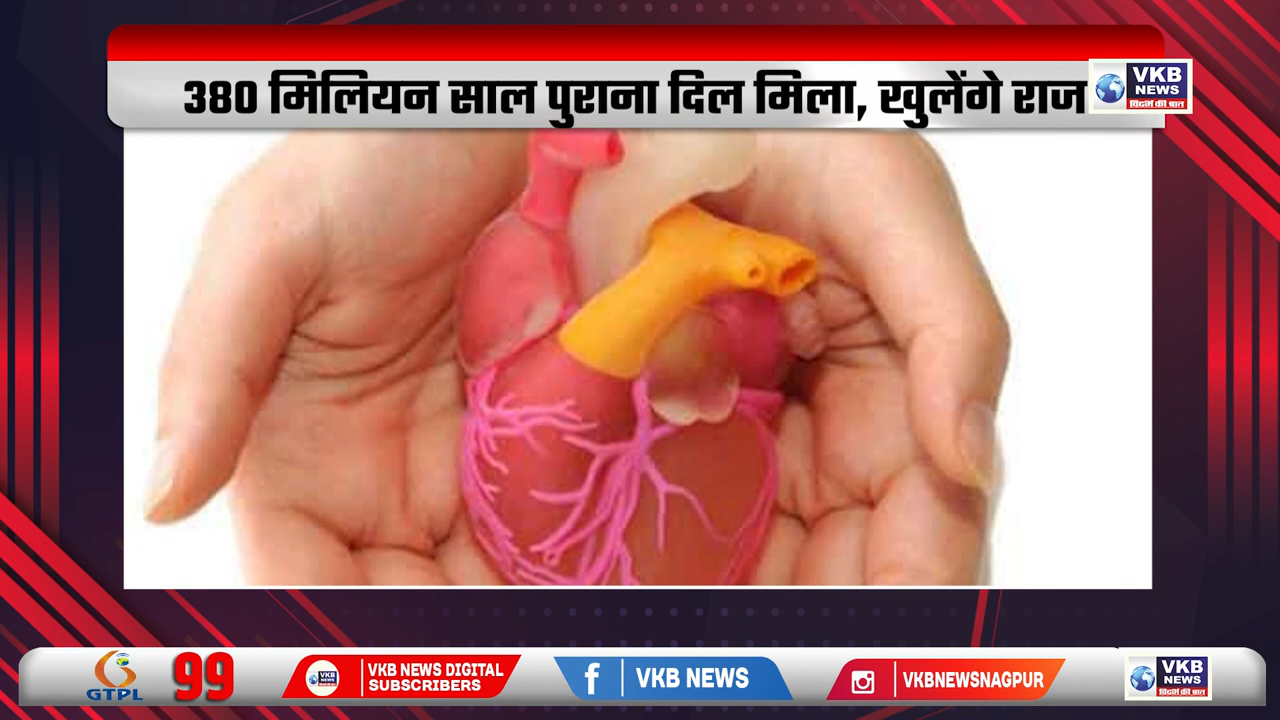 380 मिलियन साल पुराना दिल मिला, खुलेंगे राज
VKB
NEWS
विदर्भ की बात
GTPL
99
VKB NEWS DIGITAL
SUBSCRIBERS
VKB NEWS
VKBNEWSNAGPUR
VKB
NEWS
विदर्भ की बात